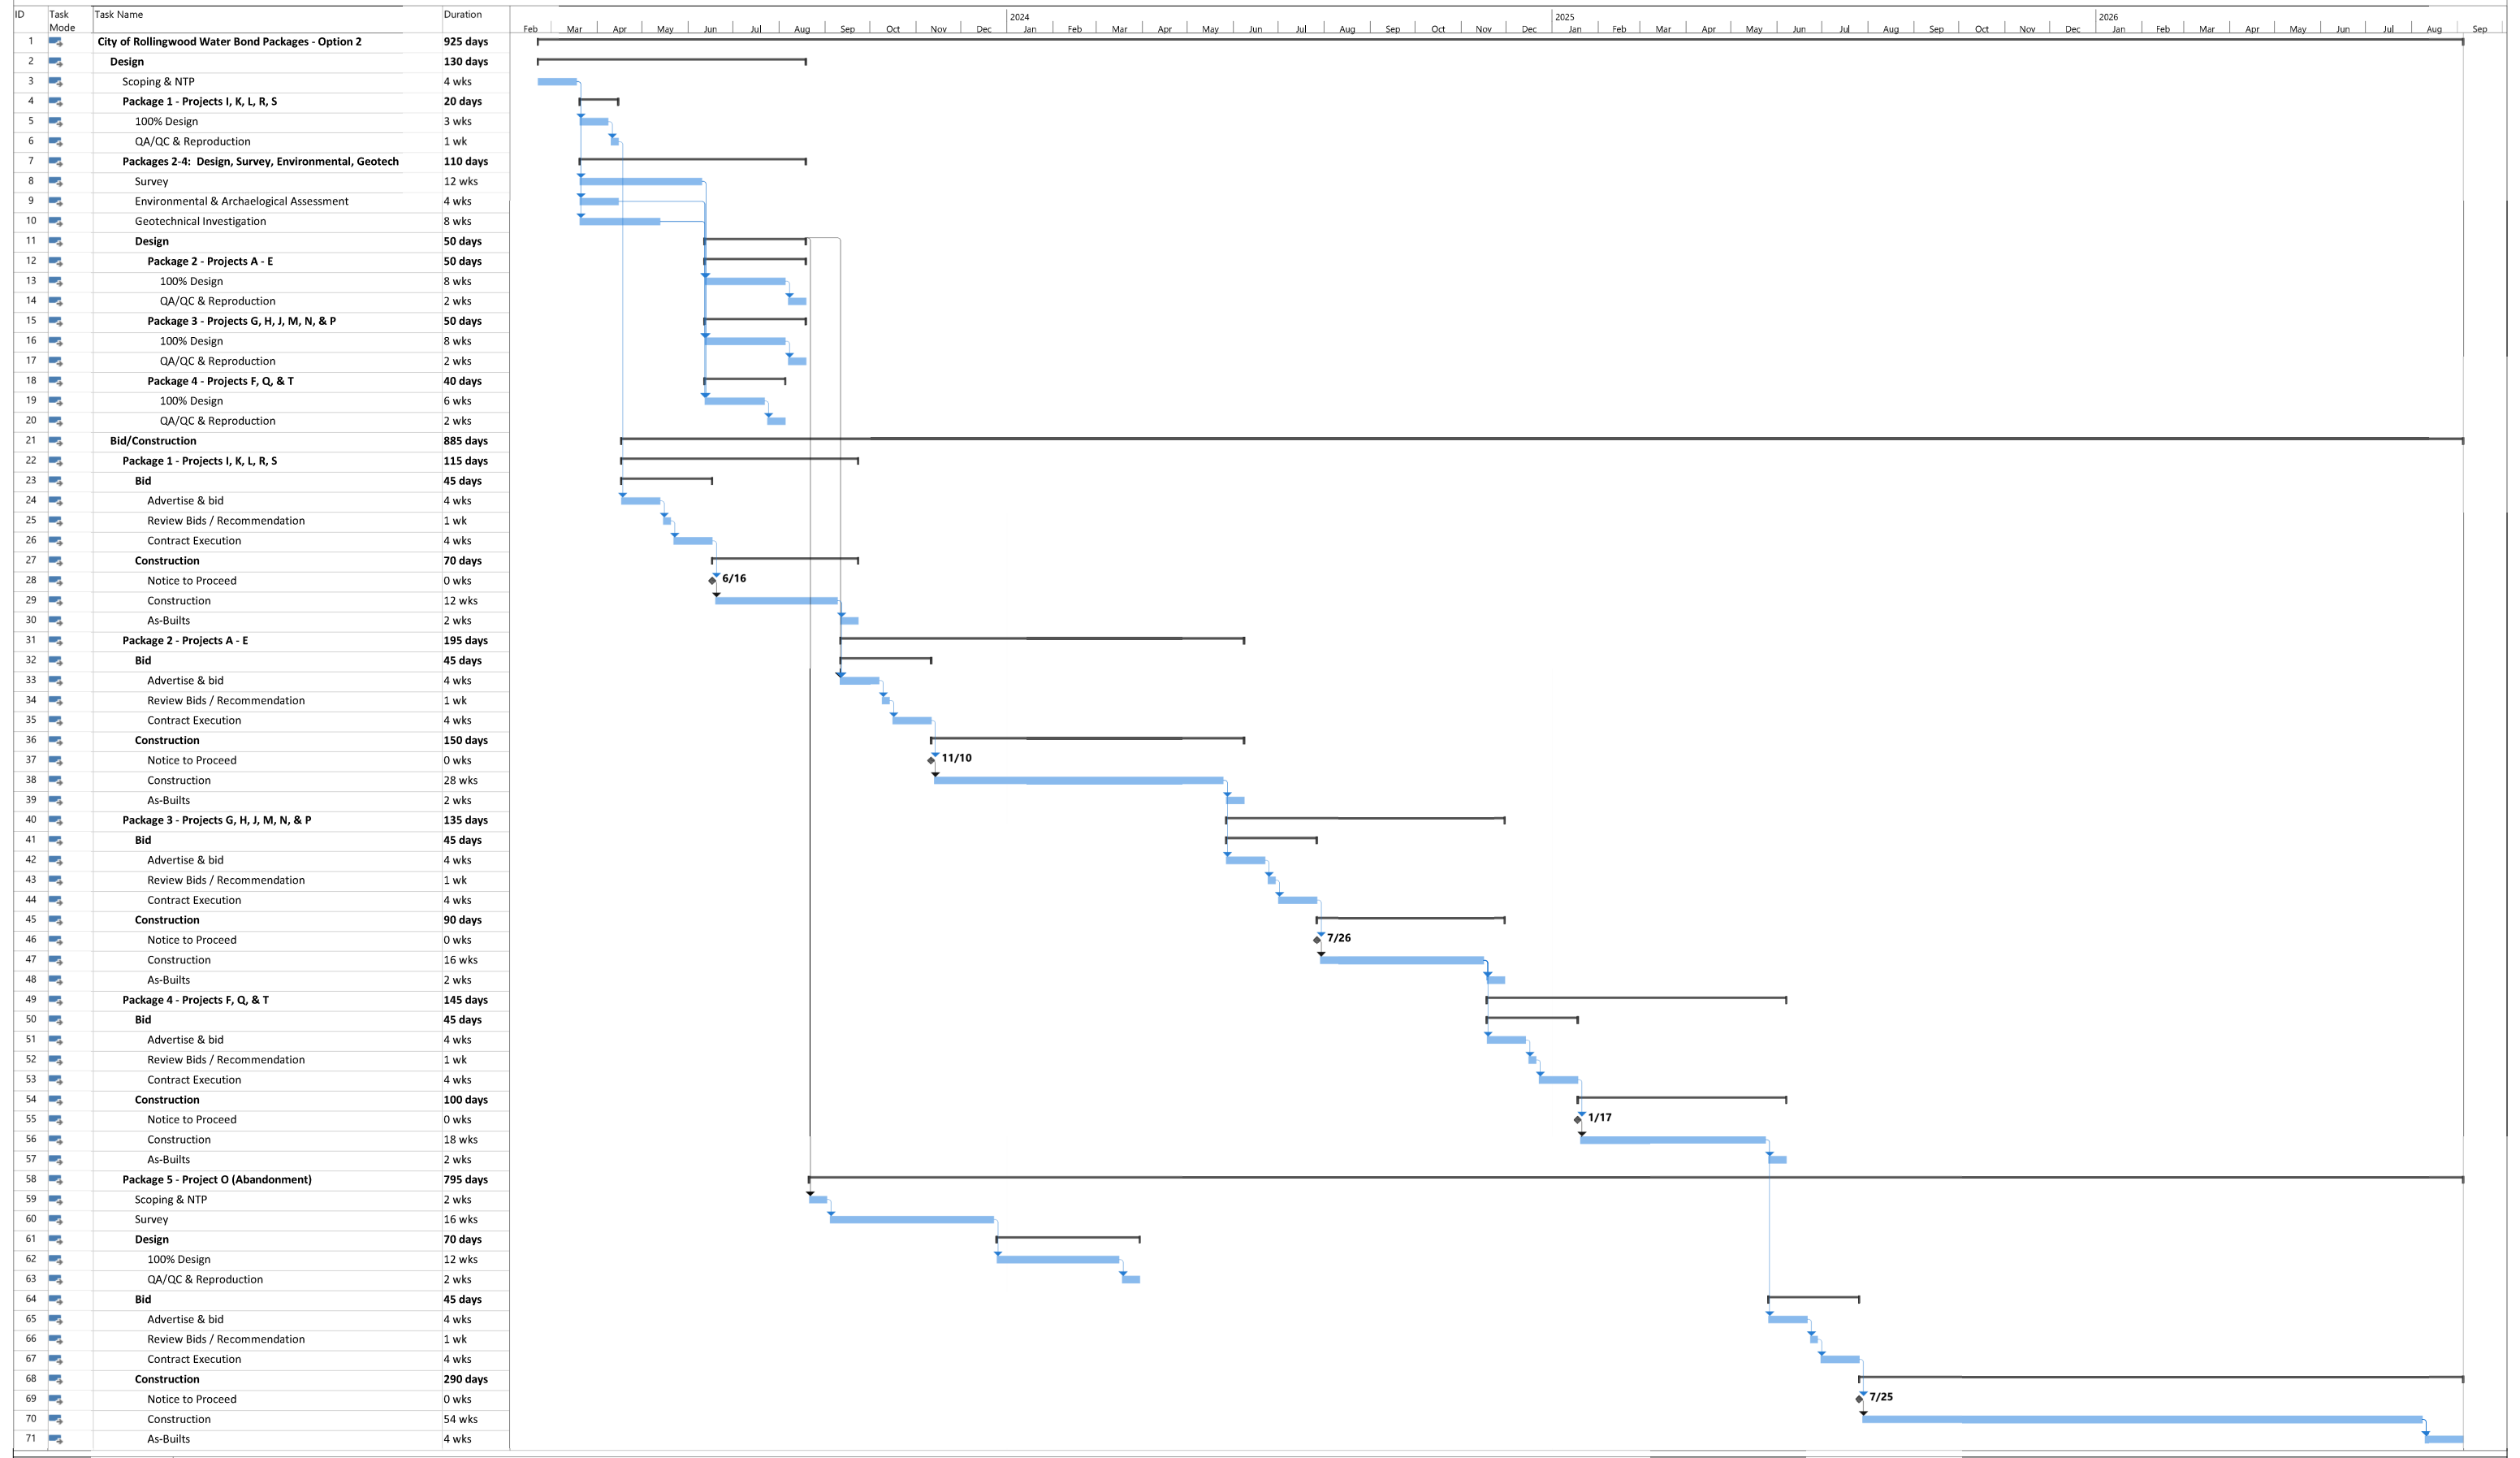 ID Task Mode Task Name Duration
2024 2025 2026
Feb Mar Apr May Jun Jul Aug Sep Oct Nov Dec Jan Feb Mar Apr May Jun Jul Aug Sep Oct Nov Dec Jan Feb Mar Apr May Jun Jul Aug Sep Oct Nov Dec Jan Feb Mar Apr May Jun Jul Aug Sep
1 City of Rollingwood Water Bond Packages - Option 2 925 days
2 Design 130 days
3 Scoping & NTP 4 wks
4 Package 1 - Projects I, K, L, R, S 20 days
5 100% Design 3 wks
6 QA/QC & Reproduction 1 wk
7 Packages 2-4: Design, Survey, Environmental, Geotech 110 days
8 Survey 12 wks
9 Environmental & Archaelogical Assessment 4 wks
10 Geotechnical Investigation 8 wks
11 Design 50 days
12 Package 2 - Projects A - E 50 days
13 100% Design 8 wks
14 QA/QC & Reproduction 2 wks
15 Package 3 - Projects G, H, J, M, N, & P 50 days
16 100% Design 8 wks
17 QA/QC & Reproduction 2 wks
18 Package 4 - Projects F, Q, & T 40 days
19 100% Design 6 wks
20 QA/QC & Reproduction 2 wks
21 Bid/Construction 885 days
22 Package 1 - Projects I, K, L, R, S 115 days
23 Bid 45 days
24 Advertise & bid 4 wks
25 Review Bids / Recommendation 1 wk
26 Contract Execution 4 wks
27 Construction 70 days
28 Notice to Proceed 0 wks 6/16
29 Construction 12 wks
30 As-Builts 2 wks
31 Package 2 - Projects A - E 195 days
32 Bid 45 days
33 Advertise & bid 4 wks
34 Review Bids / Recommendation 1 wk
35 Contract Execution 4 wks
36 Construction 150 days
37 Notice to Proceed 0 wks 11/10
38 Construction 28 wks
39 As-Builts 2 wks
40 Package 3 - Projects G, H, J, M, N, & P 135 days
41 Bid 45 days
42 Advertise & bid 4 wks
43 Review Bids / Recommendation 1 wk
44 Contract Execution 4 wks
45 Construction 90 days
46 Notice to Proceed 0 wks 7/26
47 Construction 16 wks
48 As-Builts 2 wks
49 Package 4 - Projects F, Q, & T 145 days
50 Bid 45 days
51 Advertise & bid 4 wks
52 Review Bids / Recommendation 1 wk
53 Contract Execution 4 wks
54 Construction 100 days
55 Notice to Proceed 0 wks 1/17
56 Construction 18 wks
57 As-Builts 2 wks
58 Package 5 - Project O (Abandonment) 795 days
59 Scoping & NTP 2 wks
60 Survey 16 wks
61 Design 70 days
62 100% Design 12 wks
63 QA/QC & Reproduction 2 wks
64 Bid 45 days
65 Advertise & bid 4 wks
66 Review Bids / Recommendation 1 wk
67 Contract Execution 4 wks
68 Construction 290 days
69 Notice to Proceed 0 wks 7/25
70 Construction 54 wks
71 As-Builts 4 wks